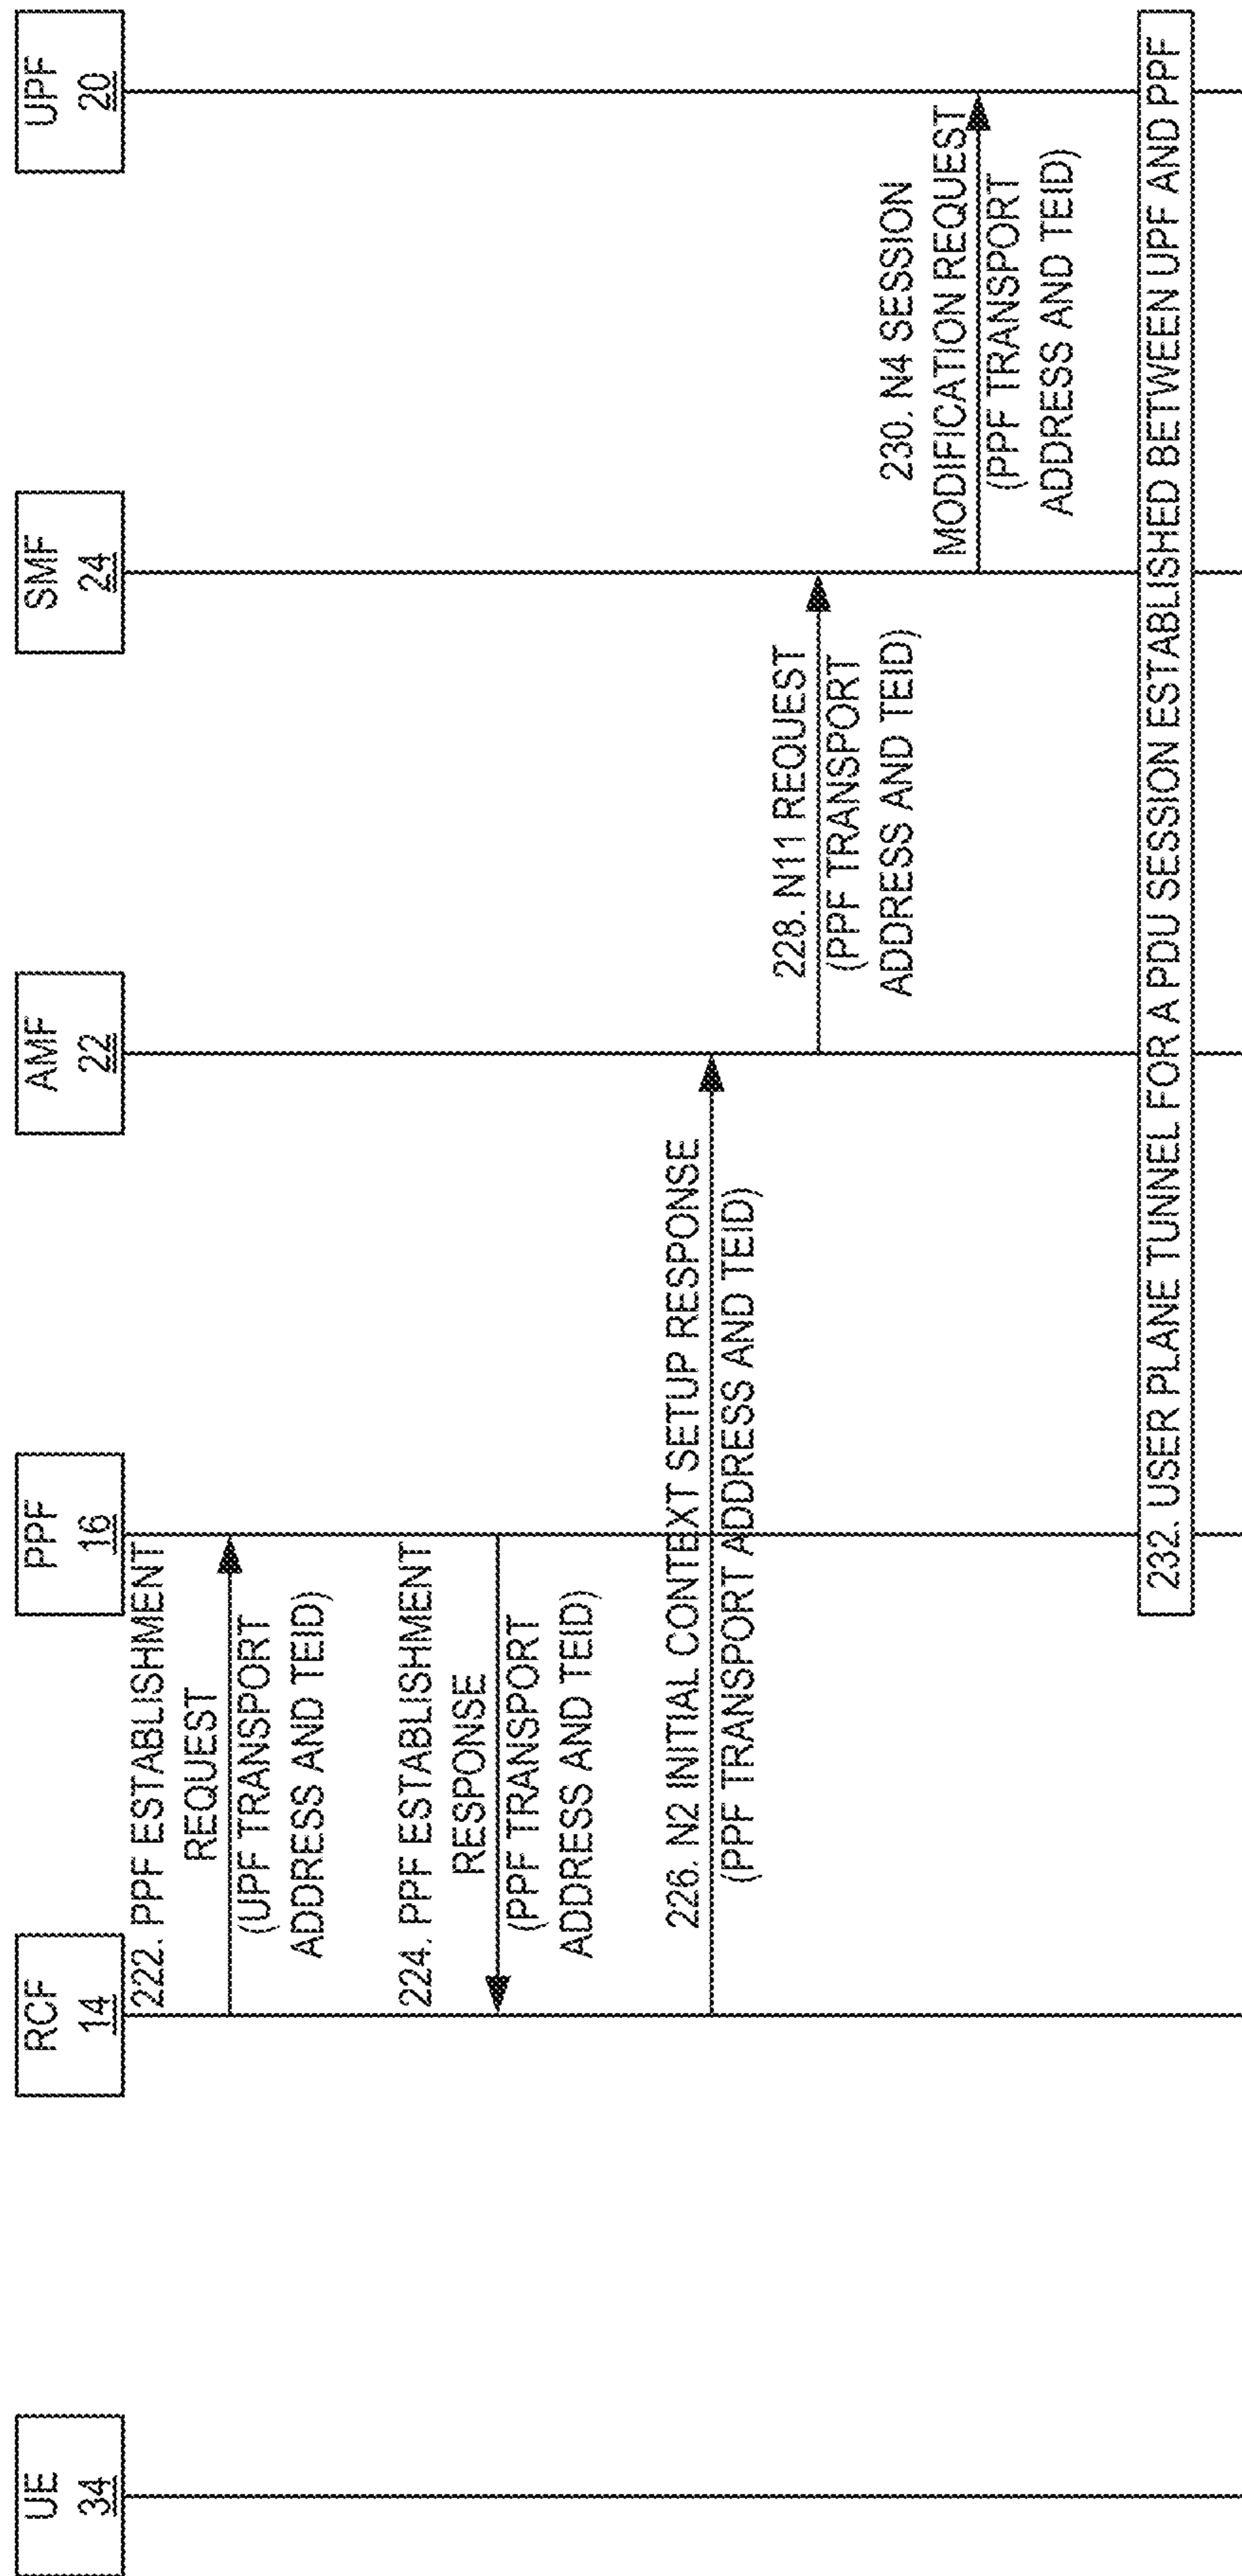 UE
34
RCF
14
PPF
16
AMF
22
SMF
24
UPF
20
222. PPF ESTABLISHMENT
REQUEST
(UPF TRANSPORT
ADDRESS AND TEID)
224. PPF ESTABLISHMENT
RESPONSE
(PPF TRANSPORT
ADDRESS AND TEID)
226. N2 INITIAL CONTEXT SETUP RESPONSE
(PPF TRANSPORT ADDRESS AND TEID)
228. N11 REQUEST
(PPF TRANSPORT
ADDRESS AND TEID)
230. N4 SESSION
MODIFICATION REQUEST
(PPF TRANSPORT
ADDRESS AND TEID)
232. USER PLANE TUNNEL FOR A PDU SESSION ESTABLISHED BETWEEN UPF AND PPF